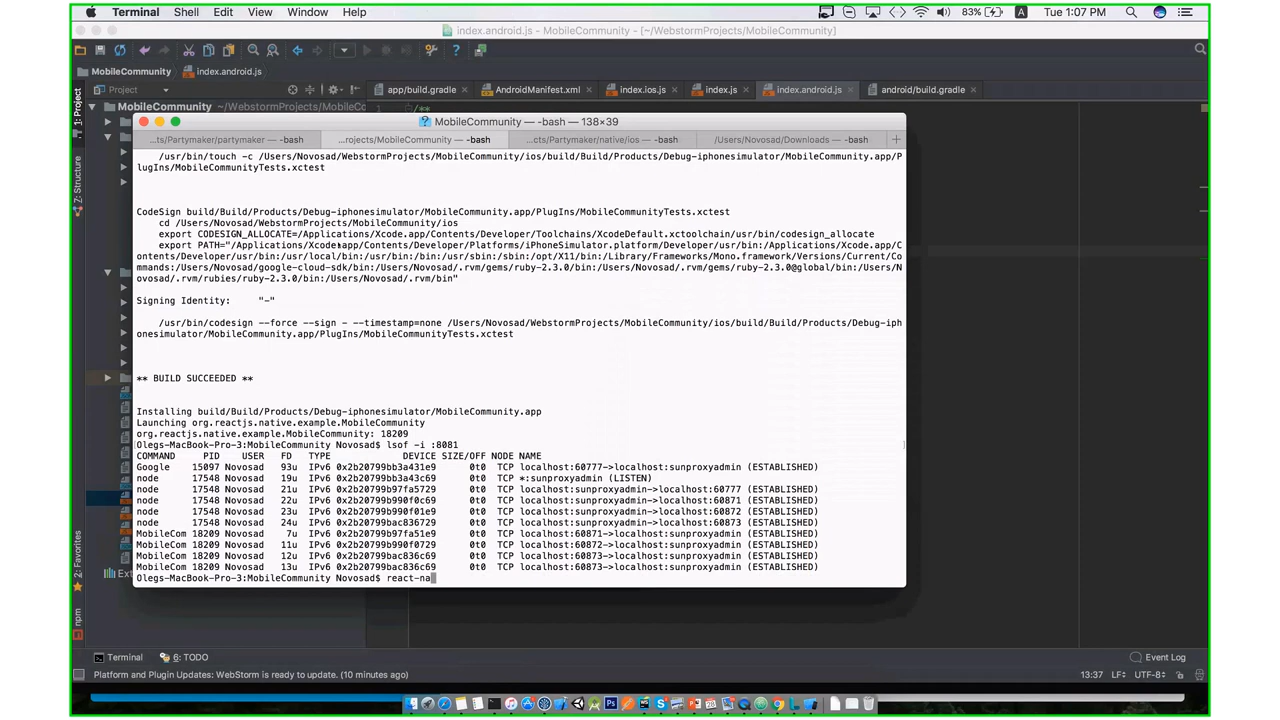 Terminal Shell Edit View Window Help 83% A Tue 1:07 PM
index.android.js - MobileCommunity - [~/WebstormProjects/MobileCommunity]
MobileCommunity index.android.js
Project app/build.gradle AndroidManifest.xml index.ios.js index.js index.android.js android/build.gradle
MobileCommunity ~/WebstormProjects/MobileC /**
MobileCommunity — -bash — 138×39
...ts/Partymaker/partymaker — -bash ...rojects/MobileCommunity — -bash ...cts/Partymaker/native/ios — -bash /Users/Novosad/Downloads — -bash
/usr/bin/touch -c /Users/Novosad/WebstormProjects/MobileCommunity/ios/build/Build/Products/Debug-iphonesimulator/MobileCommunity.app/P
lugIns/MobileCommunityTests.xctest
CodeSign build/Build/Products/Debug-iphonesimulator/MobileCommunity.app/PlugIns/MobileCommunityTests.xctest
cd /Users/Novosad/WebstormProjects/MobileCommunity/ios
export CODESIGN_ALLOCATE=/Applications/Xcode.app/Contents/Developer/Toolchains/XcodeDefault.xctoolchain/usr/bin/codesign_allocate
export PATH="/Applications/Xcode.app/Contents/Developer/Platforms/iPhoneSimulator.platform/Developer/usr/bin:/Applications/Xcode.app/C
ontents/Developer/usr/bin:/usr/local/bin:/usr/bin:/bin:/usr/sbin:/sbin:/opt/X11/bin:/Library/Frameworks/Mono.framework/Versions/Current/Co
mmands:/Users/Novosad/google-cloud-sdk/bin:/Users/Novosad/.rvm/gems/ruby-2.3.0/bin:/Users/Novosad/.rvm/gems/ruby-2.3.0@global/bin:/Users/N
ovosad/.rvm/rubies/ruby-2.3.0/bin:/Users/Novosad/.rvm/bin"
Signing Identity: "-"
/usr/bin/codesign --force --sign - --timestamp=none /Users/Novosad/WebstormProjects/MobileCommunity/ios/build/Build/Products/Debug-iph
onesimulator/MobileCommunity.app/PlugIns/MobileCommunityTests.xctest
** BUILD SUCCEEDED **
Installing build/Build/Products/Debug-iphonesimulator/MobileCommunity.app
Launching org.reactjs.native.example.MobileCommunity
org.reactjs.native.example.MobileCommunity: 18209
Olegs-MacBook-Pro-3:MobileCommunity Novosad$ lsof -i :8081
COMMAND PID USER FD TYPE DEVICE SIZE/OFF NODE NAME
Google 15097 Novosad 93u IPv6 0x2b20799bb3a431e9 0t0 TCP localhost:60777->localhost:sunproxyadmin (ESTABLISHED)
node 17548 Novosad 19u IPv6 0x2b20799bb43c69 0t0 TCP *:sunproxyadmin (LISTEN)
node 17548 Novosad 21u IPv6 0x2b20799b97fa5729 0t0 TCP localhost:sunproxyadmin->localhost:60777 (ESTABLISHED)
node 17548 Novosad 22u IPv6 0x2b20799b990f0c69 0t0 TCP localhost:sunproxyadmin->localhost:60871 (ESTABLISHED)
node 17548 Novosad 23u IPv6 0x2b20799b990f01e9 0t0 TCP localhost:sunproxyadmin->localhost:60872 (ESTABLISHED)
node 17548 Novosad 24u IPv6 0x2b20799bac836729 0t0 TCP localhost:sunproxyadmin->localhost:60873 (ESTABLISHED)
MobileCom 18209 Novosad 7u IPv6 0x2b20799b97fa51e9 0t0 TCP localhost:60871->localhost:sunproxyadmin (ESTABLISHED)
MobileCom 18209 Novosad 11u IPv6 0x2b20799b990f0729 0t0 TCP localhost:60872->localhost:sunproxyadmin (ESTABLISHED)
MobileCom 18209 Novosad 12u IPv6 0x2b20799bac836c69 0t0 TCP localhost:60873->localhost:sunproxyadmin (ESTABLISHED)
MobileCom 18209 Novosad 13u IPv6 0x2b20799bac836c69 0t0 TCP localhost:60873->localhost:sunproxyadmin (ESTABLISHED)
Olegs-MacBook-Pro-3:MobileCommunity Novosad$ react-na
1: Project
Z: Structure
2: Favorites
npm
Ext
Terminal 6: TODO Event Log
Platform and Plugin Updates: WebStorm is ready to update. (10 minutes ago) 13:37 LF UTF-8